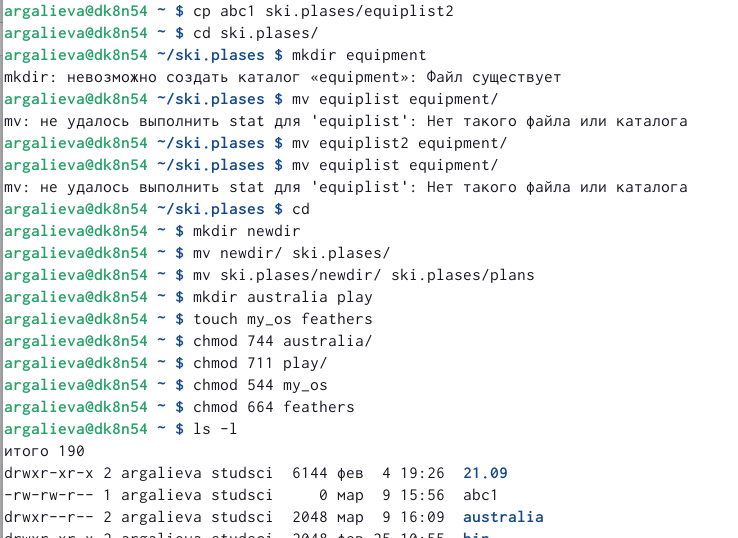 argalieva@dk8n54 ~ $ cp abc1 ski.plases/equiplist2
argalieva@dk8n54 ~ $ cd ski.plases/
argalieva@dk8n54 ~/ski.plases $ mkdir equipment
mkdir: невозможно создать каталог «equipment»: Файл существует
argalieva@dk8n54 ~/ski.plases $ mv equiplist equipment/
mv: не удалось выполнить stat для 'equiplist': Нет такого файла или каталога
argalieva@dk8n54 ~/ski.plases $ mv equiplist2 equipment/
argalieva@dk8n54 ~/ski.plases $ mv equiplist equipment/
mv: не удалось выполнить stat для 'equiplist': Нет такого файла или каталога
argalieva@dk8n54 ~/ski.plases $ cd
argalieva@dk8n54 ~ $ mkdir newdir
argalieva@dk8n54 ~ $ mv newdir/ ski.plases/
argalieva@dk8n54 ~ $ mv ski.plases/newdir/ ski.plases/plans
argalieva@dk8n54 ~ $ mkdir australia play
argalieva@dk8n54 ~ $ touch my_os feathers
argalieva@dk8n54 ~ $ chmod 744 australia/
argalieva@dk8n54 ~ $ chmod 711 play/
argalieva@dk8n54 ~ $ chmod 544 my_os
argalieva@dk8n54 ~ $ chmod 664 feathers
argalieva@dk8n54 ~ $ ls -l
итого 190
drwxr-xr-x 2 argalieva studsci 6144 фев 4 19:26 21.09
-rw-rw-r-- 1 argalieva studsci 0 мар 9 15:56 abc1
drwxr--r-- 2 argalieva studsci 2048 мар 9 16:09 australia